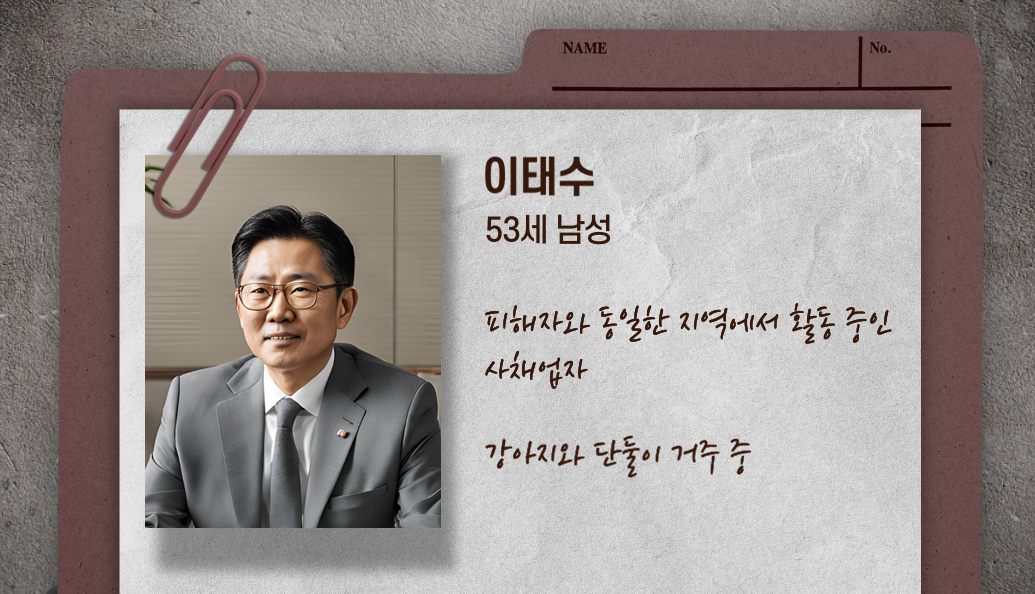 NAME
No.
이태수
53세 남성
피해자와 동일한 지역에서 활동 중인
사채업자
강아지와 단둘이 거주 중